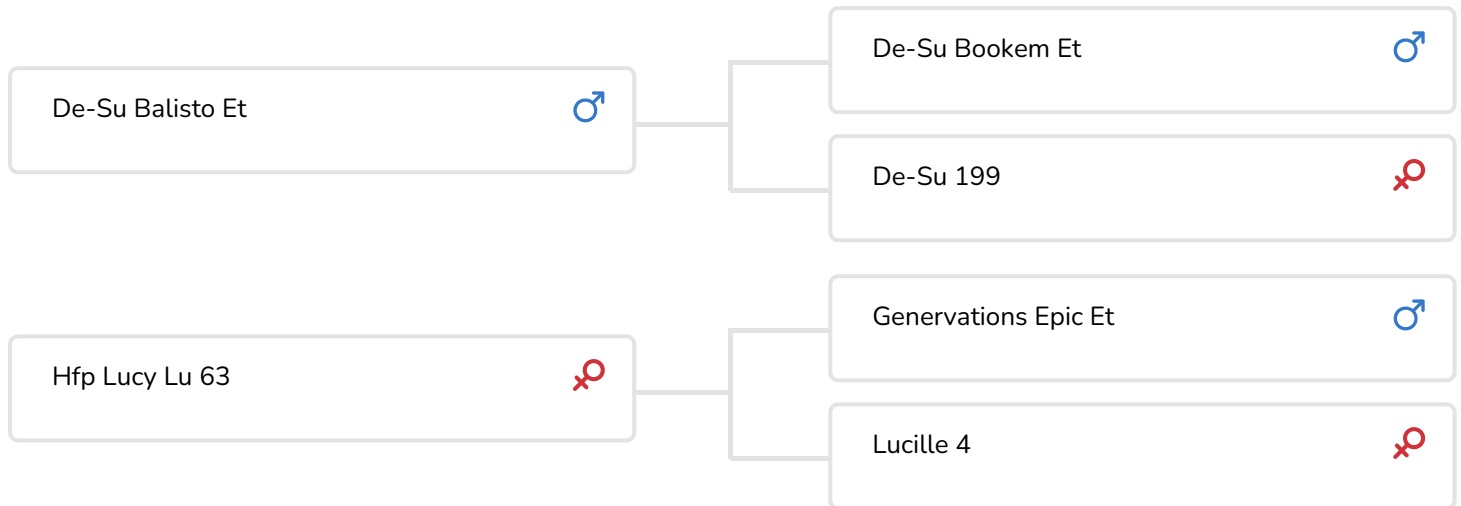 De-Su Bookem Et
De-Su Balisto Et
De-Su 199
Genervations Epic Et
Hfp Lucy Lu 63
Lucille 4